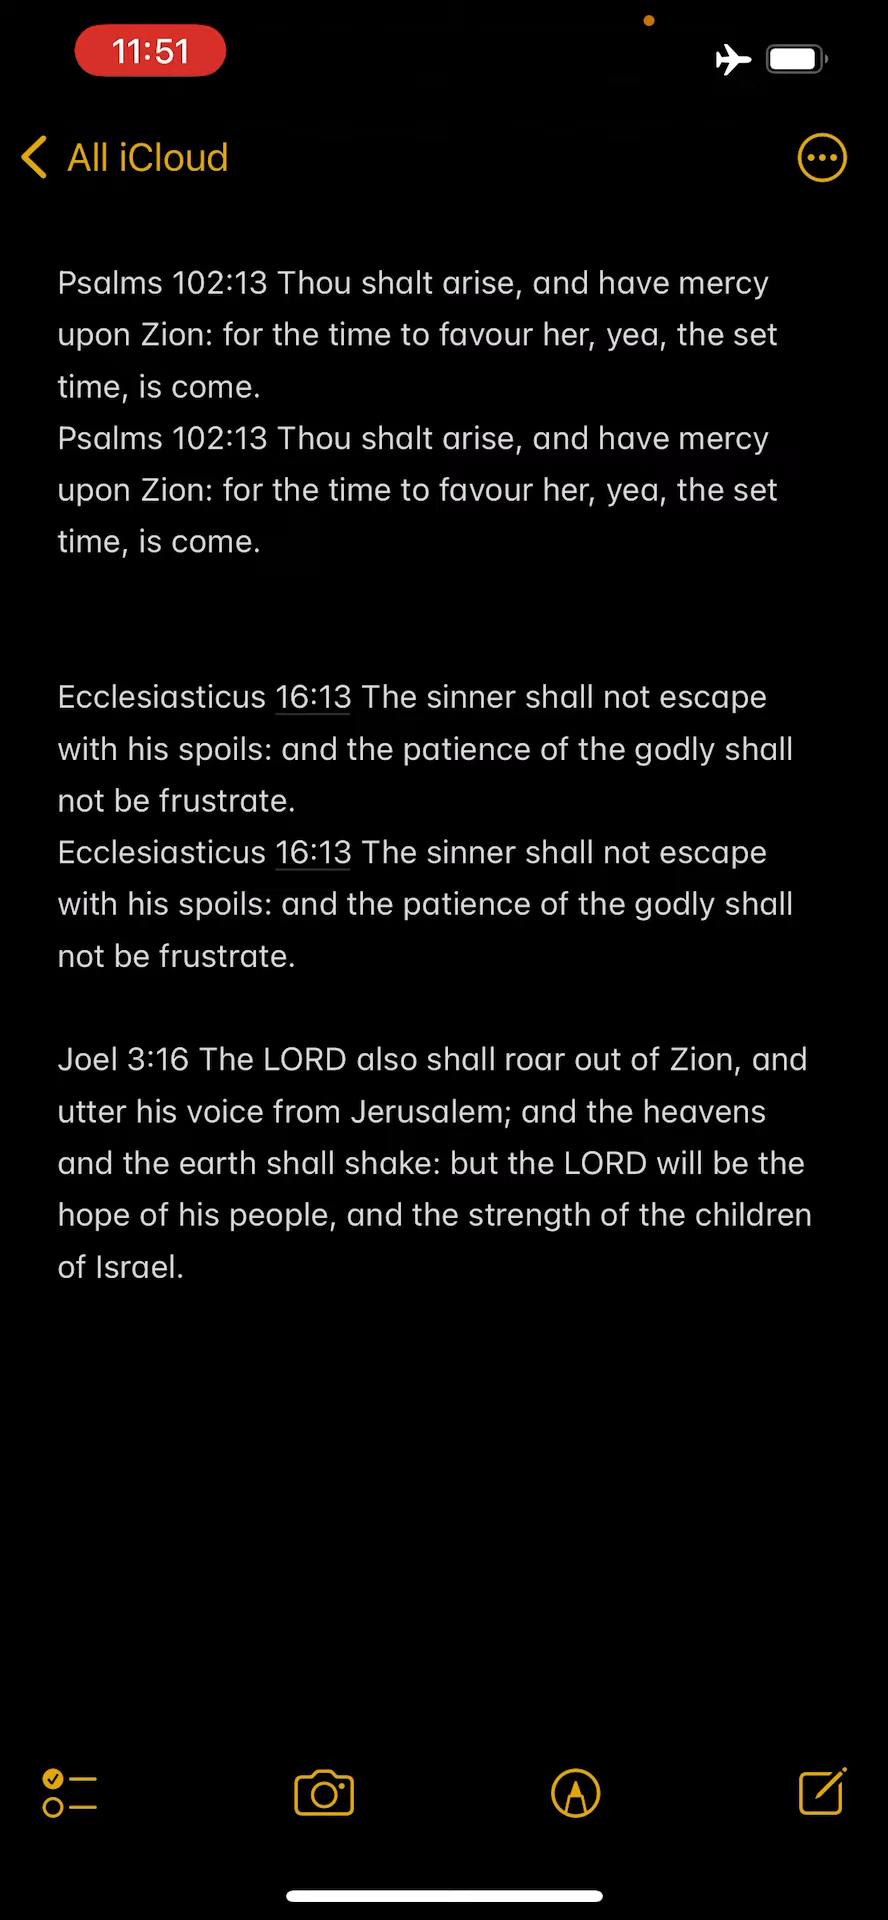 11:51
All iCloud
Psalms 102:13 Thou shalt arise, and have mercy
upon Zion: for the time to favour her, yea, the set
time, is come.
Psalms 102:13 Thou shalt arise, and have mercy
upon Zion: for the time to favour her, yea, the set
time, is come.
Ecclesiasticus 16:13 The sinner shall not escape
with his spoils: and the patience of the godly shall
not be frustrate.
Ecclesiasticus 16:13 The sinner shall not escape
with his spoils: and the patience of the godly shall
not be frustrate.
Joel 3:16 The LORD also shall roar out of Zion, and
utter his voice from Jerusalem; and the heavens
and the earth shall shake: but the LORD will be the
hope of his people, and the strength of the children
of Israel.